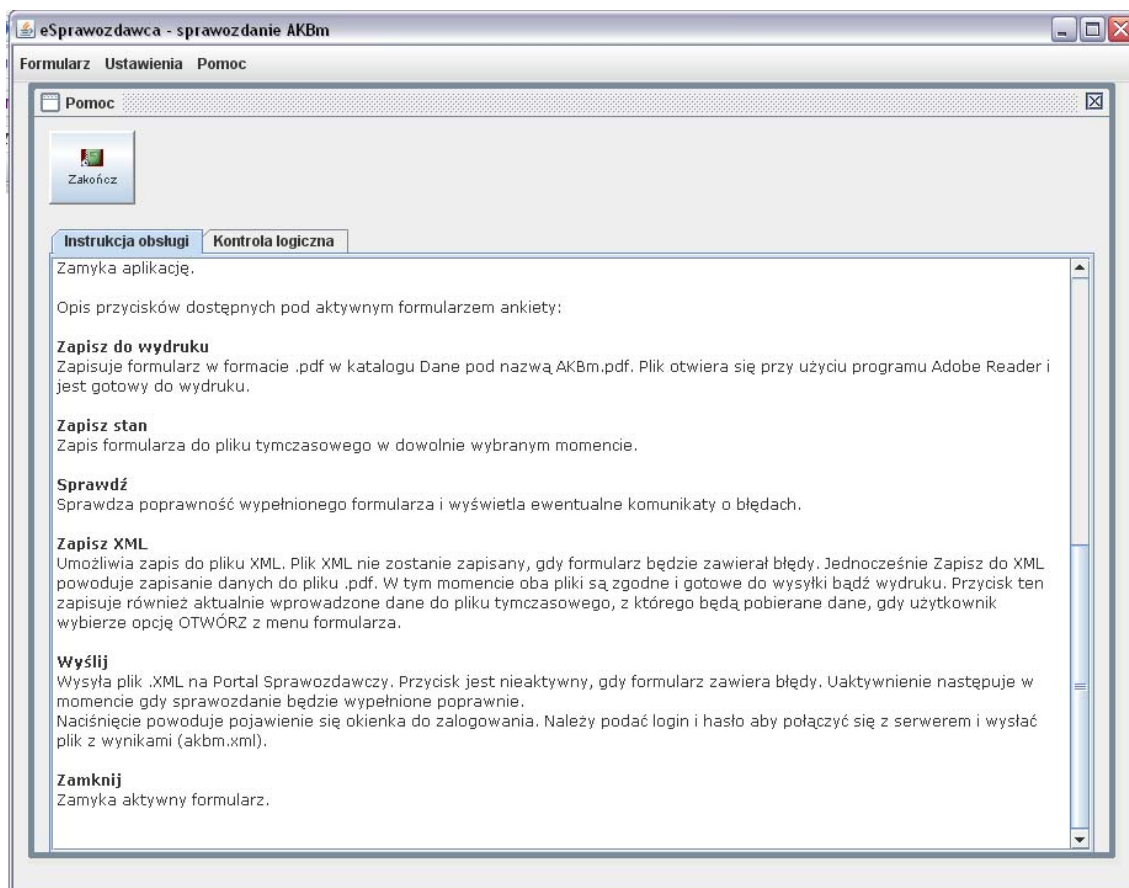 eSprawozdawca - sprawozdanie AKBm
Formularz Ustawienia Pomoc
Pomoc
Zakończ
Instrukcja obsługi Kontrola logiczna
Zamyka aplikację.
Opis przycisków dostępnych pod aktywnym formularzem ankiety:
Zapisz do wydruku
Zapisuje formularz w formacie .pdf w katalogu Dane pod nazwą AKBm.pdf. Plik otwiera się przy użyciu programu Adobe Reader i
jest gotowy do wydruku.
Zapisz stan
Zapis formularza do pliku tymczasowego w dowolnie wybranym momencie.
Sprawdź
Sprawdza poprawność wypełnionego formularza i wyświetla ewentualne komunikaty o błędach.
Zapisz XML
Umożliwia zapis do pliku XML. Plik XML nie zostanie zapisany, gdy formularz będzie zawierał błędy. Jednocześnie Zapisz do XML
powoduje zapisanie danych do pliku .pdf. W tym momencie oba pliki są zgodne i gotowe do wysyłki bądź wydruku. Przycisk ten
zapisuje również aktualnie wprowadzone dane do pliku tymczasowego, z którego będą pobierane dane, gdy użytkownik
wybierze opcję OTWÓRZ z menu formularza.
Wyślij
Wysyła plik .XML na Portal Sprawozdawczy. Przycisk jest nieaktywny, gdy formularz zawiera błędy. Uaktywnienie następuje w
momencie gdy sprawozdanie będzie wypełnione poprawnie.
Naciśnięcie powoduje pojawienie się okienka do zalogowania. Należy podać login i hasło aby połączyć się z serwerem i wysłać
plik z wynikami (akbm.xml).
Zamknij
Zamyka aktywny formularz.